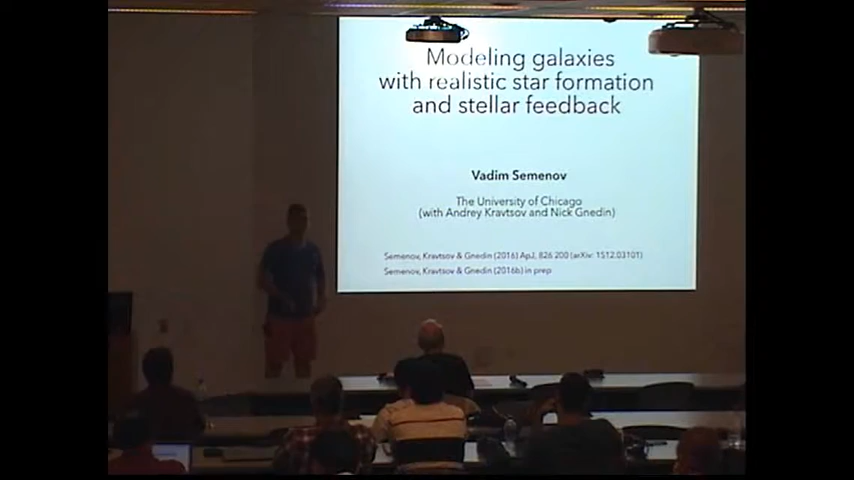 Modeling galaxies
with realistic star formation
and stellar feedback
Vadim Semenov
The University of Chicago
(with Andrey Kravtsov and Nick Gnedin)
Semenov, Kravtsov & Gnedin (2016) ApJ, 826 200 (arXiv: 1512.03101)
Semenov, Kravtsov & Gnedin (2016b) in prep